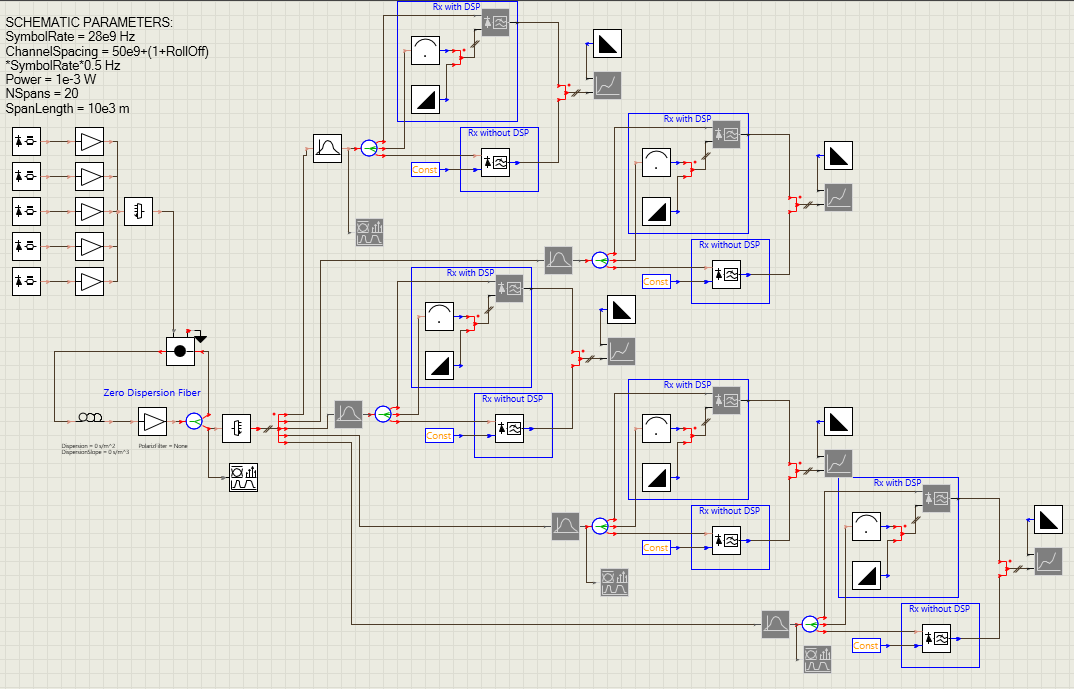 SCHEMATIC PARAMETERS:
SymbolRate = 28e9 Hz
ChannelSpacing = 50e9+(1+RollOff)
*SymbolRate*0.5 Hz
Power = 1e-3 W
NSpans = 20
SpanLength = 10e3 m
Rx with DSP
Rx without DSP
Const
Rx with DSP
Rx without DSP
Const
Rx with DSP
Rx without DSP
Const
Zero Dispersion Fiber
Dispersion = 0 s/m^2
DispersionSlope = 0 s/m^3
PolarizFilter = None
Rx with DSP
Rx without DSP
Const
Rx with DSP
Rx without DSP
Const